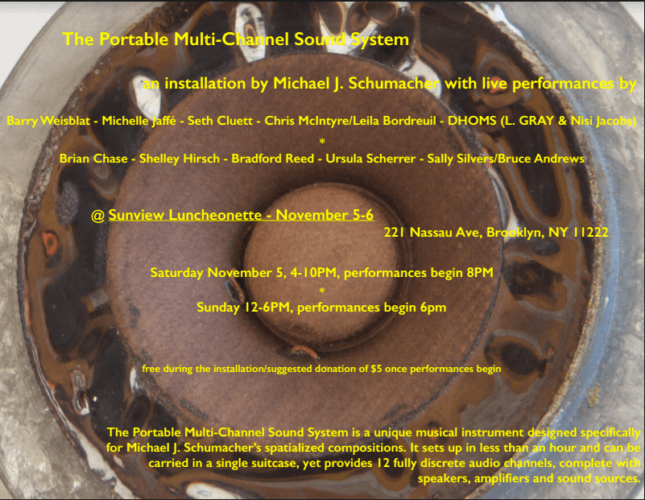 The Portable Multi-Channel Sound System
an installation by Michael J. Schumacher with live performances by
Barry Weisblat - Michelle Jaffé - Seth Cluett - Chris McIntyre/Leila Bordreuil - DHOMS (L. GRAY & Nisi Jacobs)
*
Brian Chase - Shelley Hirsch - Bradford Reed - Ursula Scherrer - Sally Silvers/Bruce Andrews
@ Sunview Luncheonette - November 5-6
221 Nassau Ave, Brooklyn, NY 11222
Saturday November 5, 4-10PM, performances begin 8PM
*
Sunday 12-6PM, performances begin 6pm
free during the installation/suggested donation of $5 once performances begin
The Portable Multi-Channel Sound System is a unique musical instrument designed specifically
for Michael J. Schumacher's spatialized compositions. It sets up in less than an hour and can be
carried in a single suitcase, yet provides 12 fully discrete audio channels, complete with
speakers, amplifiers and sound sources.